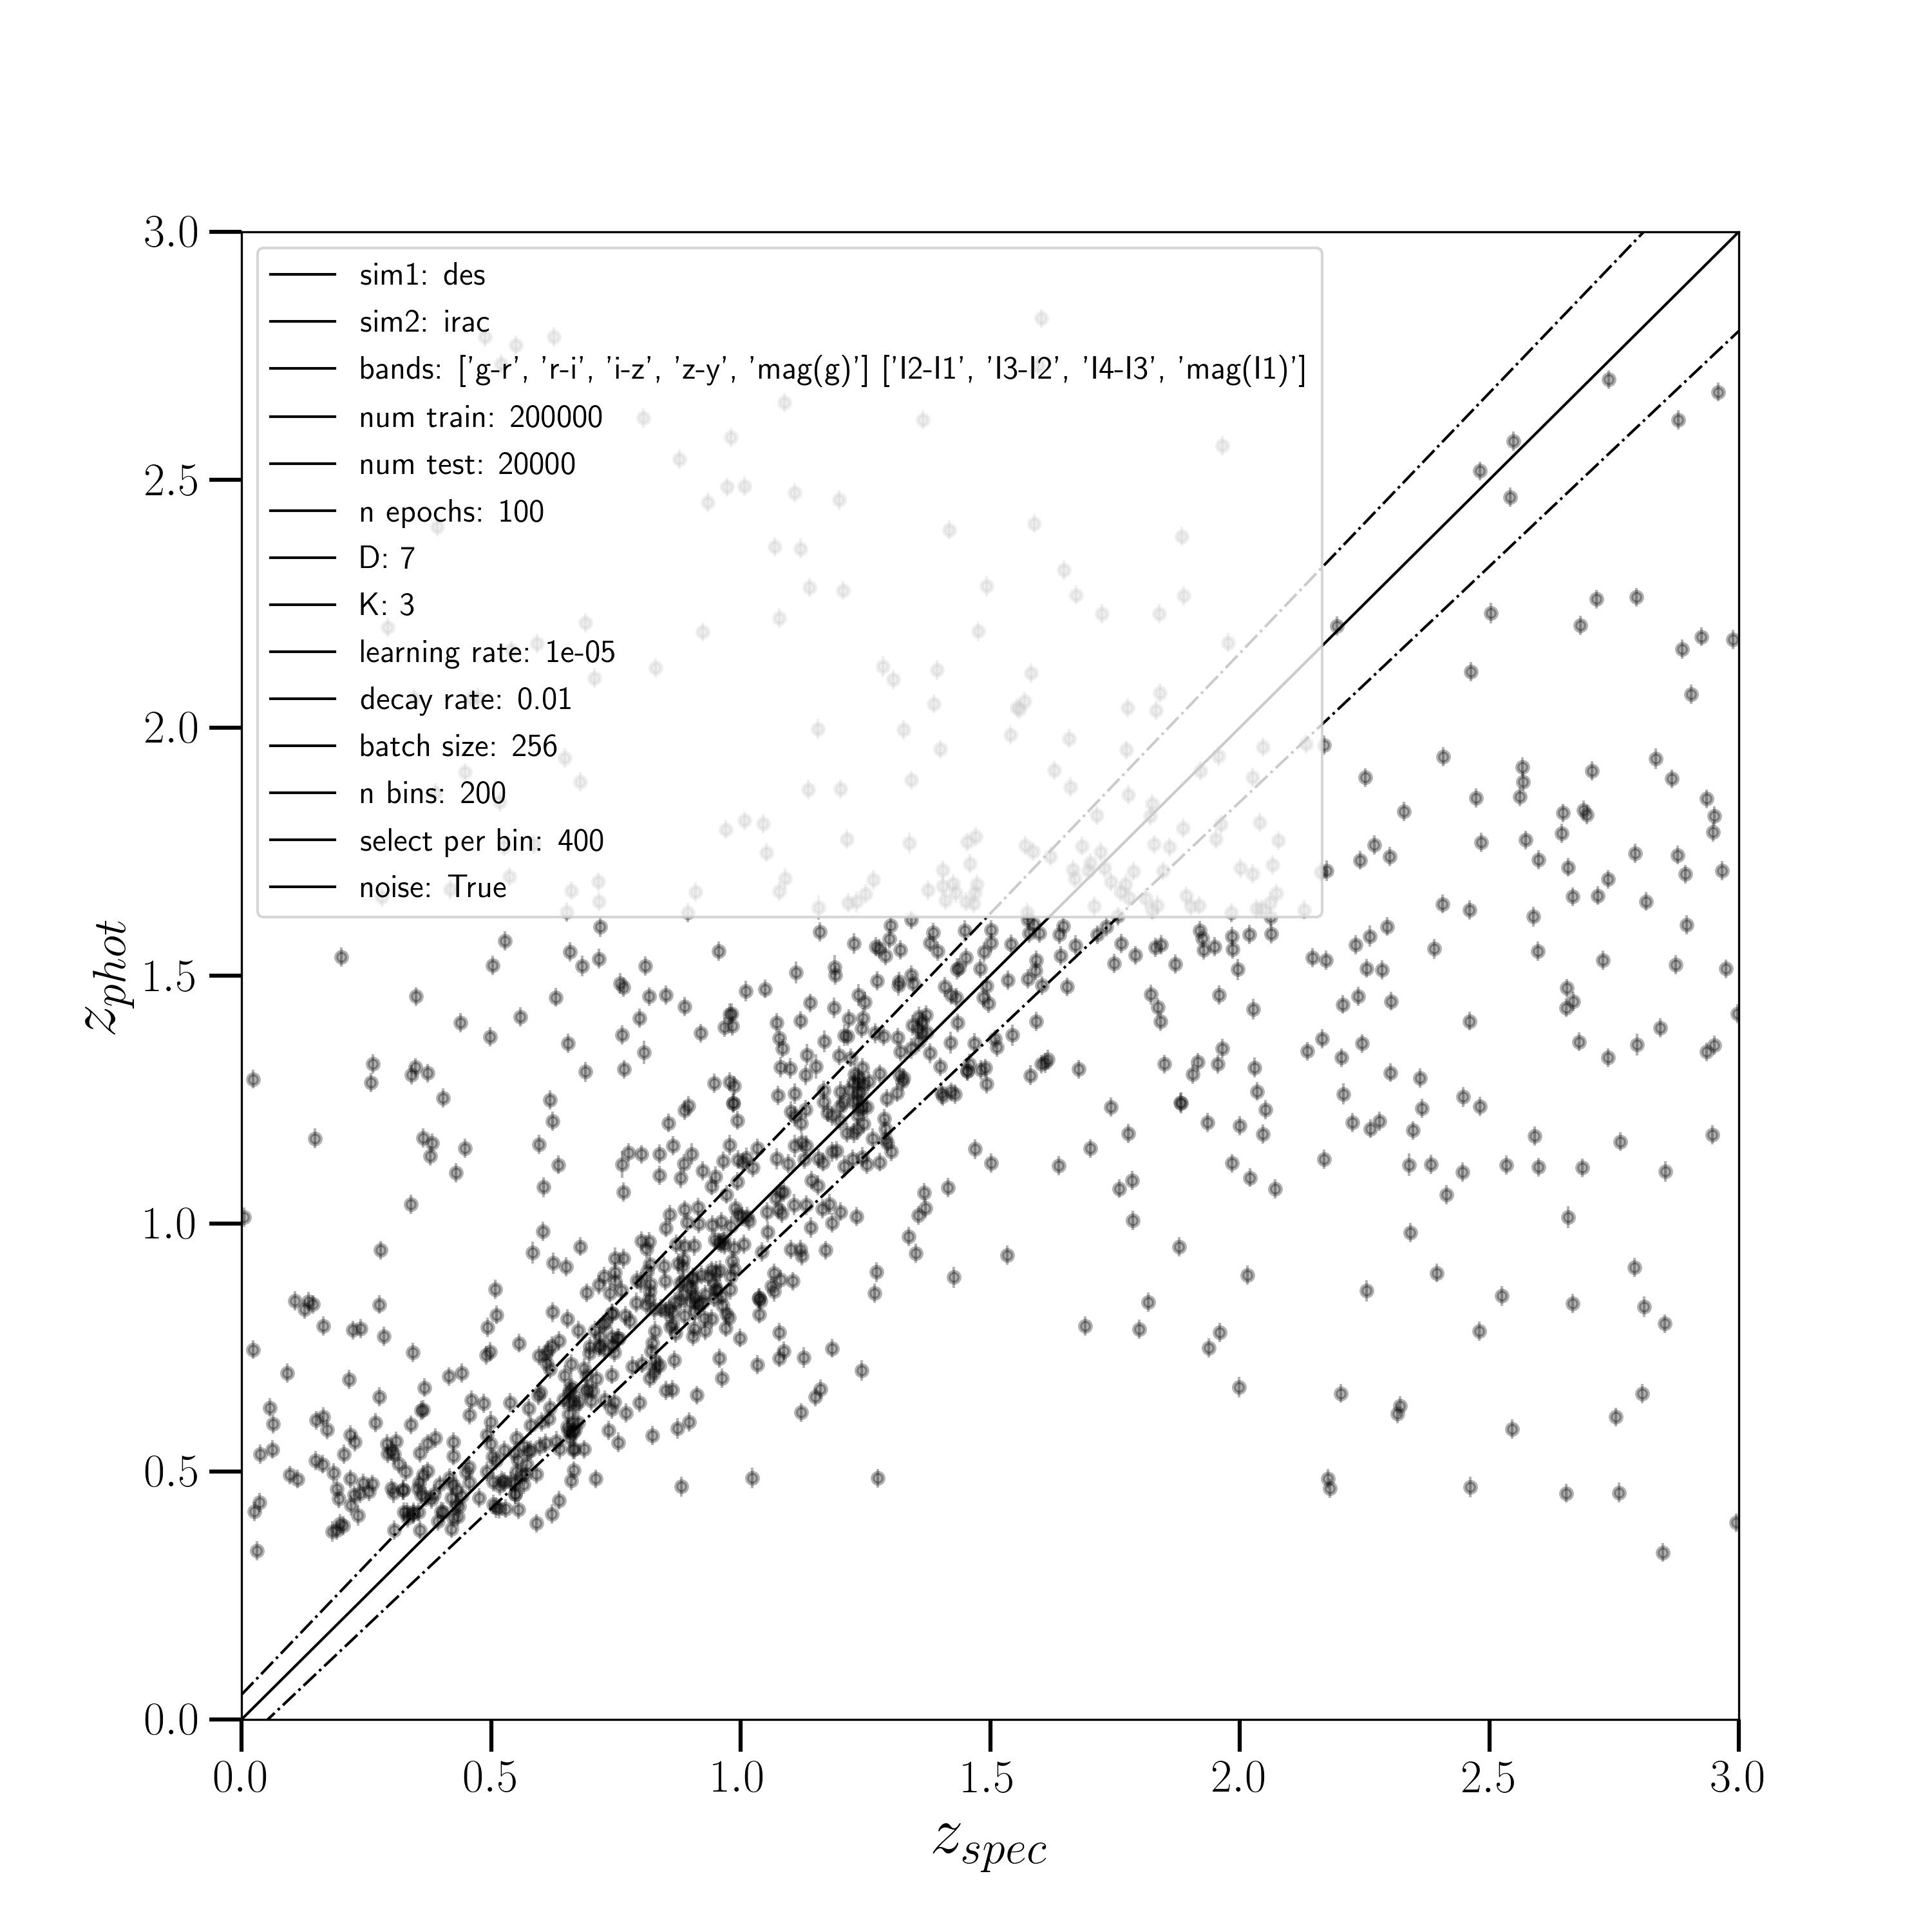 3.0
2.5
2.0
1.5
1.0
0.5
0.0
z_phot
sim1: des
sim2: irac
bands: ['g-r', 'r-i', 'i-z', 'z-y', 'mag(g)'] ['I2-I1', 'I3-I2', 'I4-I3', 'mag(I1)']
num train: 200000
num test: 20000
n epochs: 100
D: 7
K: 3
learning rate: 1e-05
decay rate: 0.01
batch size: 256
n bins: 200
select per bin: 400
noise: True
0.0 0.5 1.0 1.5 2.0 2.5 3.0
z_spec